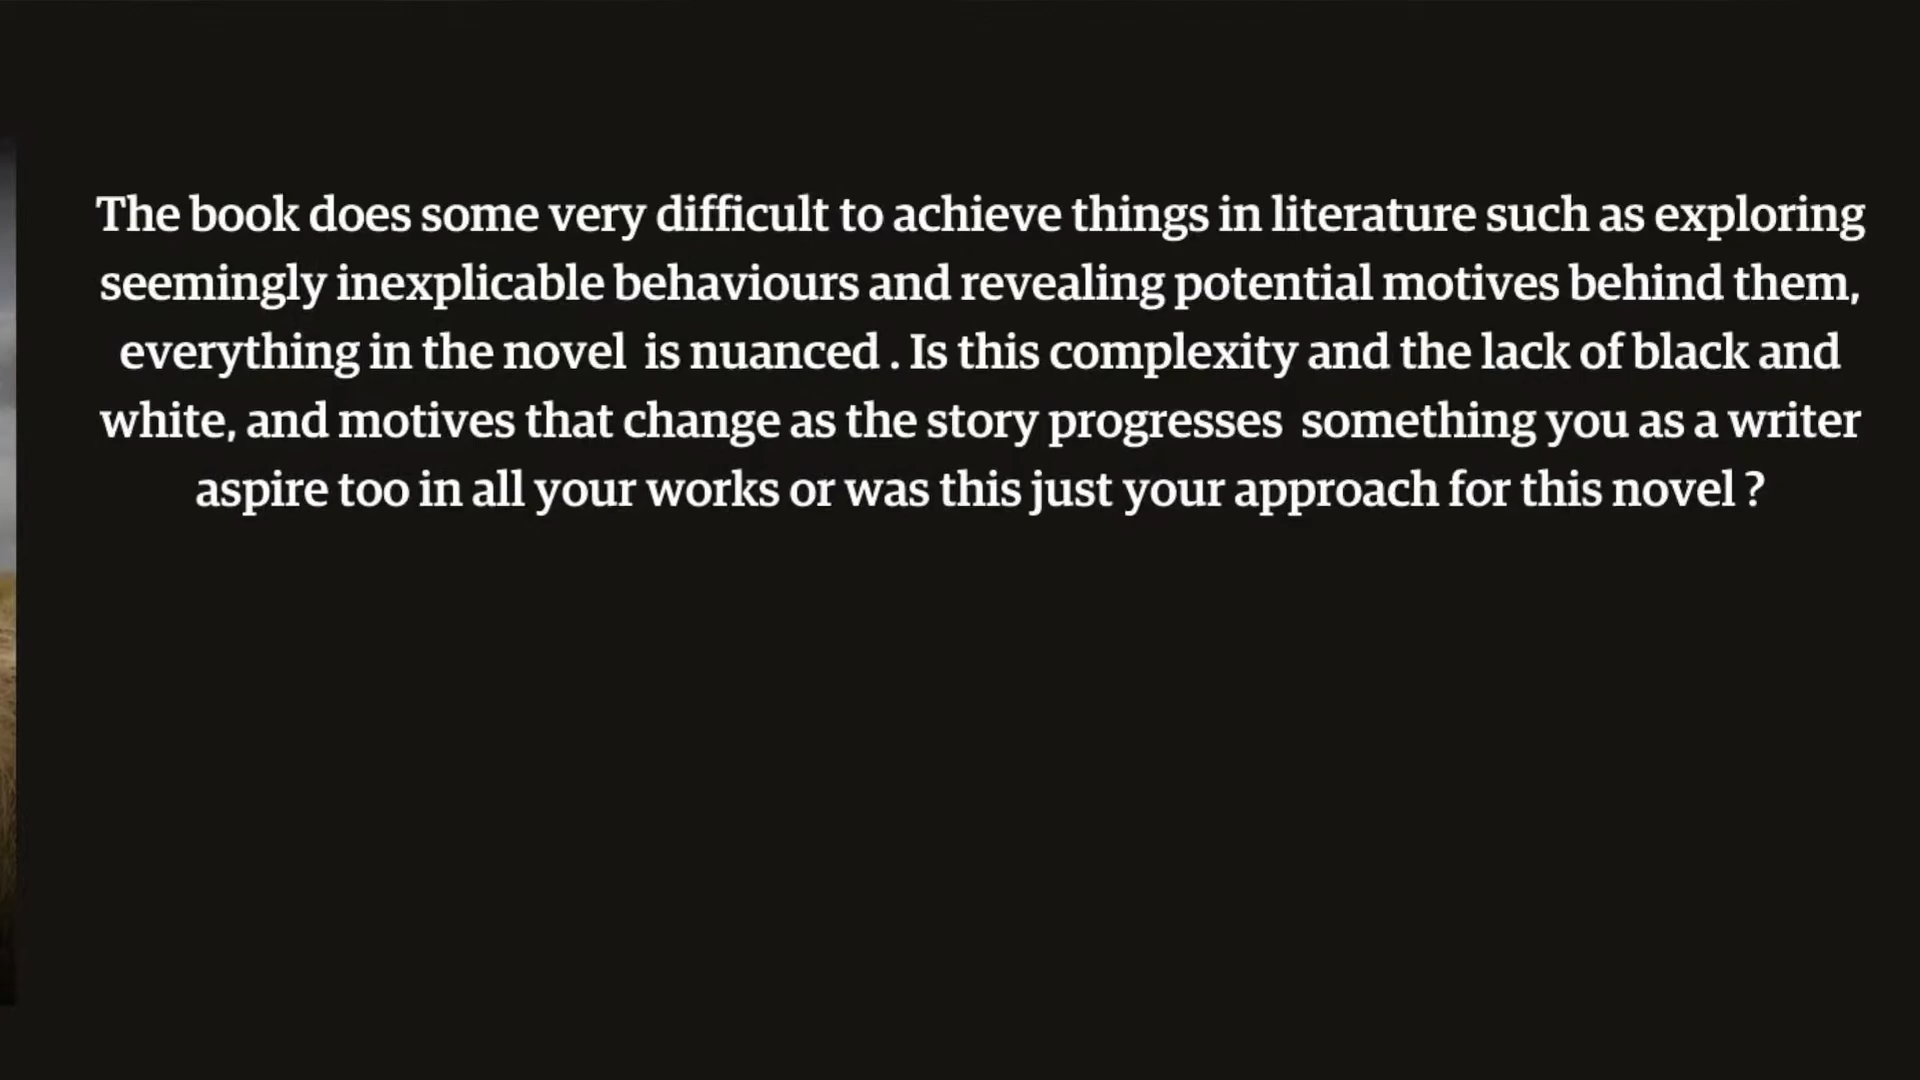 The book does some very difficult to achieve things in literature such as exploring
seemingly inexplicable behaviours and revealing potential motives behind them,
everything in the novel  is nuanced . Is this complexity and the lack of black and
white, and motives that change as the story progresses  something you as a writer
aspire too in all your works or was this just your approach for this novel ?